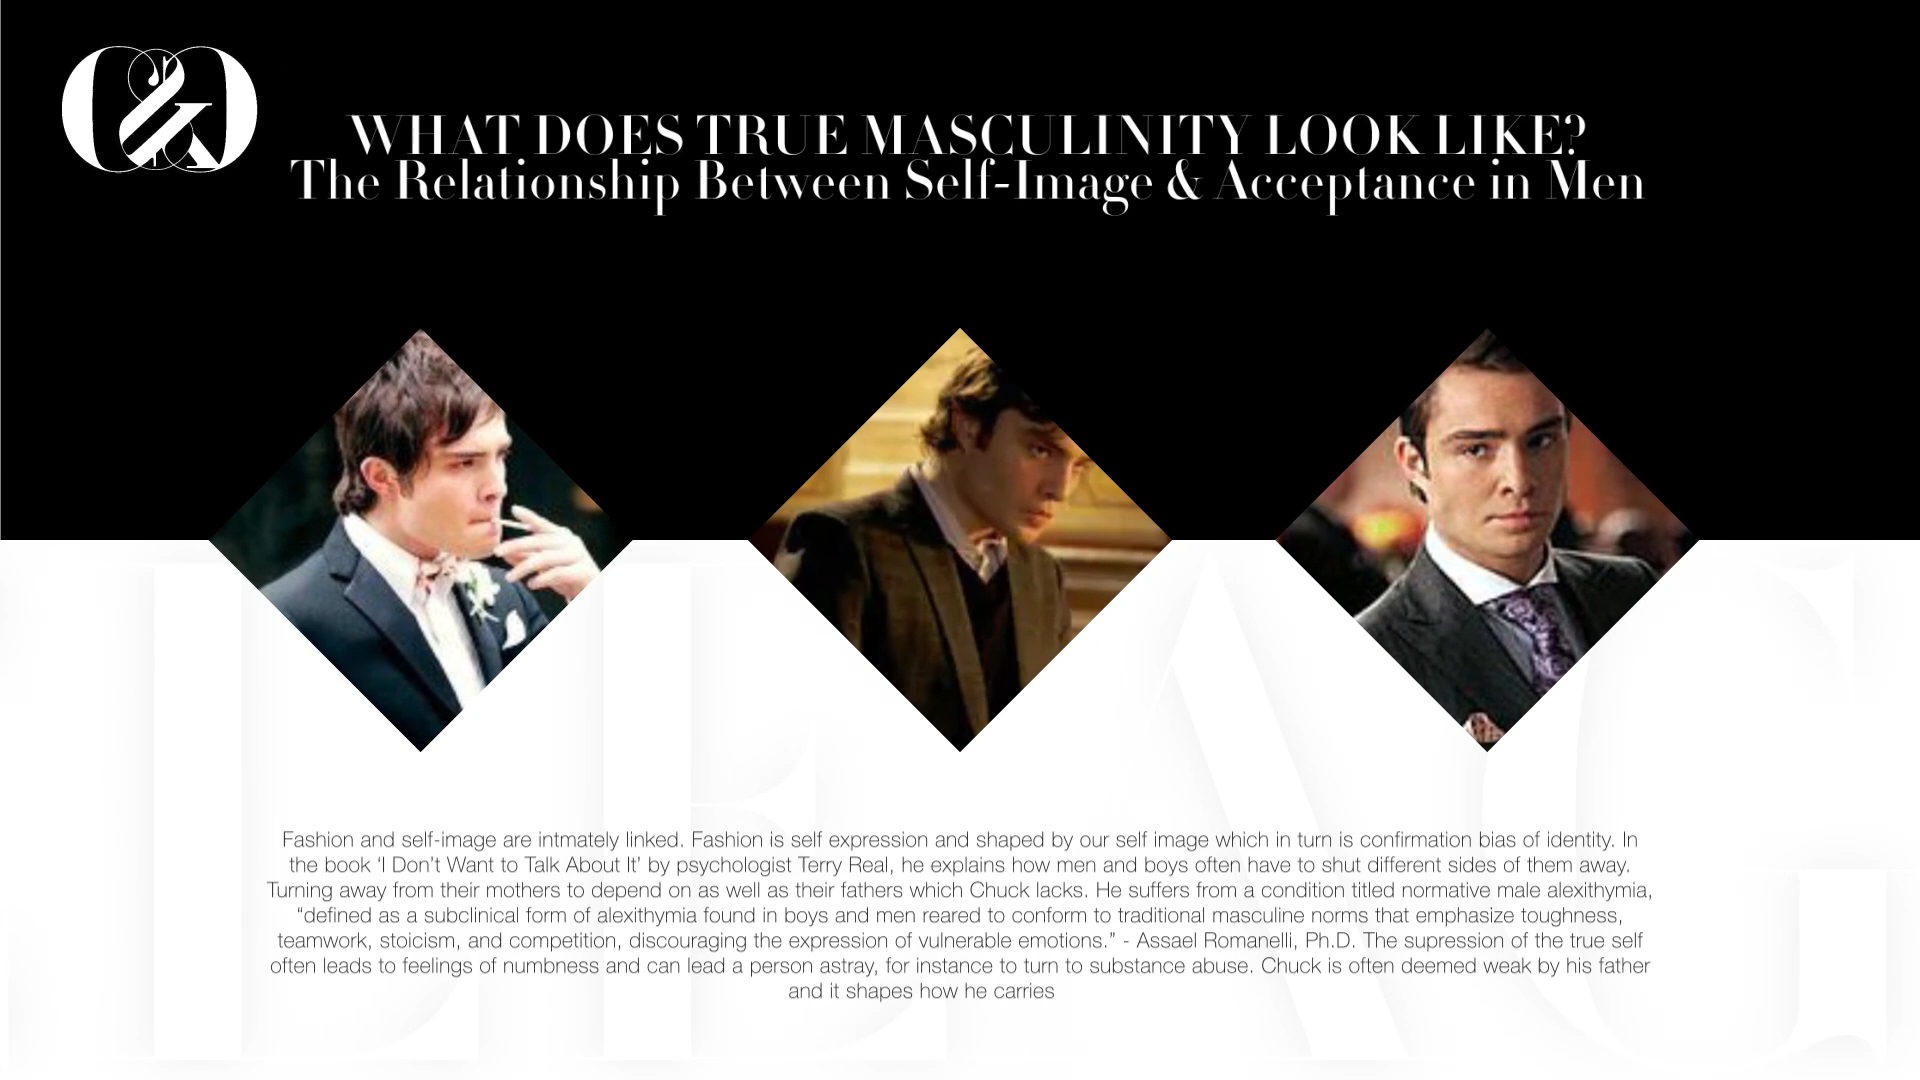 O&O
WHAT DOES TRUE MASCULINITY LOOK LIKE?
The Relationship Between Self-Image & Acceptance in Men
Fashion and self-image are intmately linked. Fashion is self expression and shaped by our self image which in turn is confirmation bias of identity. In
the book ‘I Don’t Want to Talk About It’ by psychologist Terry Real, he explains how men and boys often have to shut different sides of them away.
Turning away from their mothers to depend on as well as their fathers which Chuck lacks. He suffers from a condition titled normative male alexithymia,
“defined as a subclinical form of alexithymia found in boys and men reared to conform to traditional masculine norms that emphasize toughness,
teamwork, stoicism, and competition, discouraging the expression of vulnerable emotions.” - Assael Romanelli, Ph.D. The supression of the true self
often leads to feelings of numbness and can lead a person astray, for instance to turn to substance abuse. Chuck is often deemed weak by his father
and it shapes how he carries